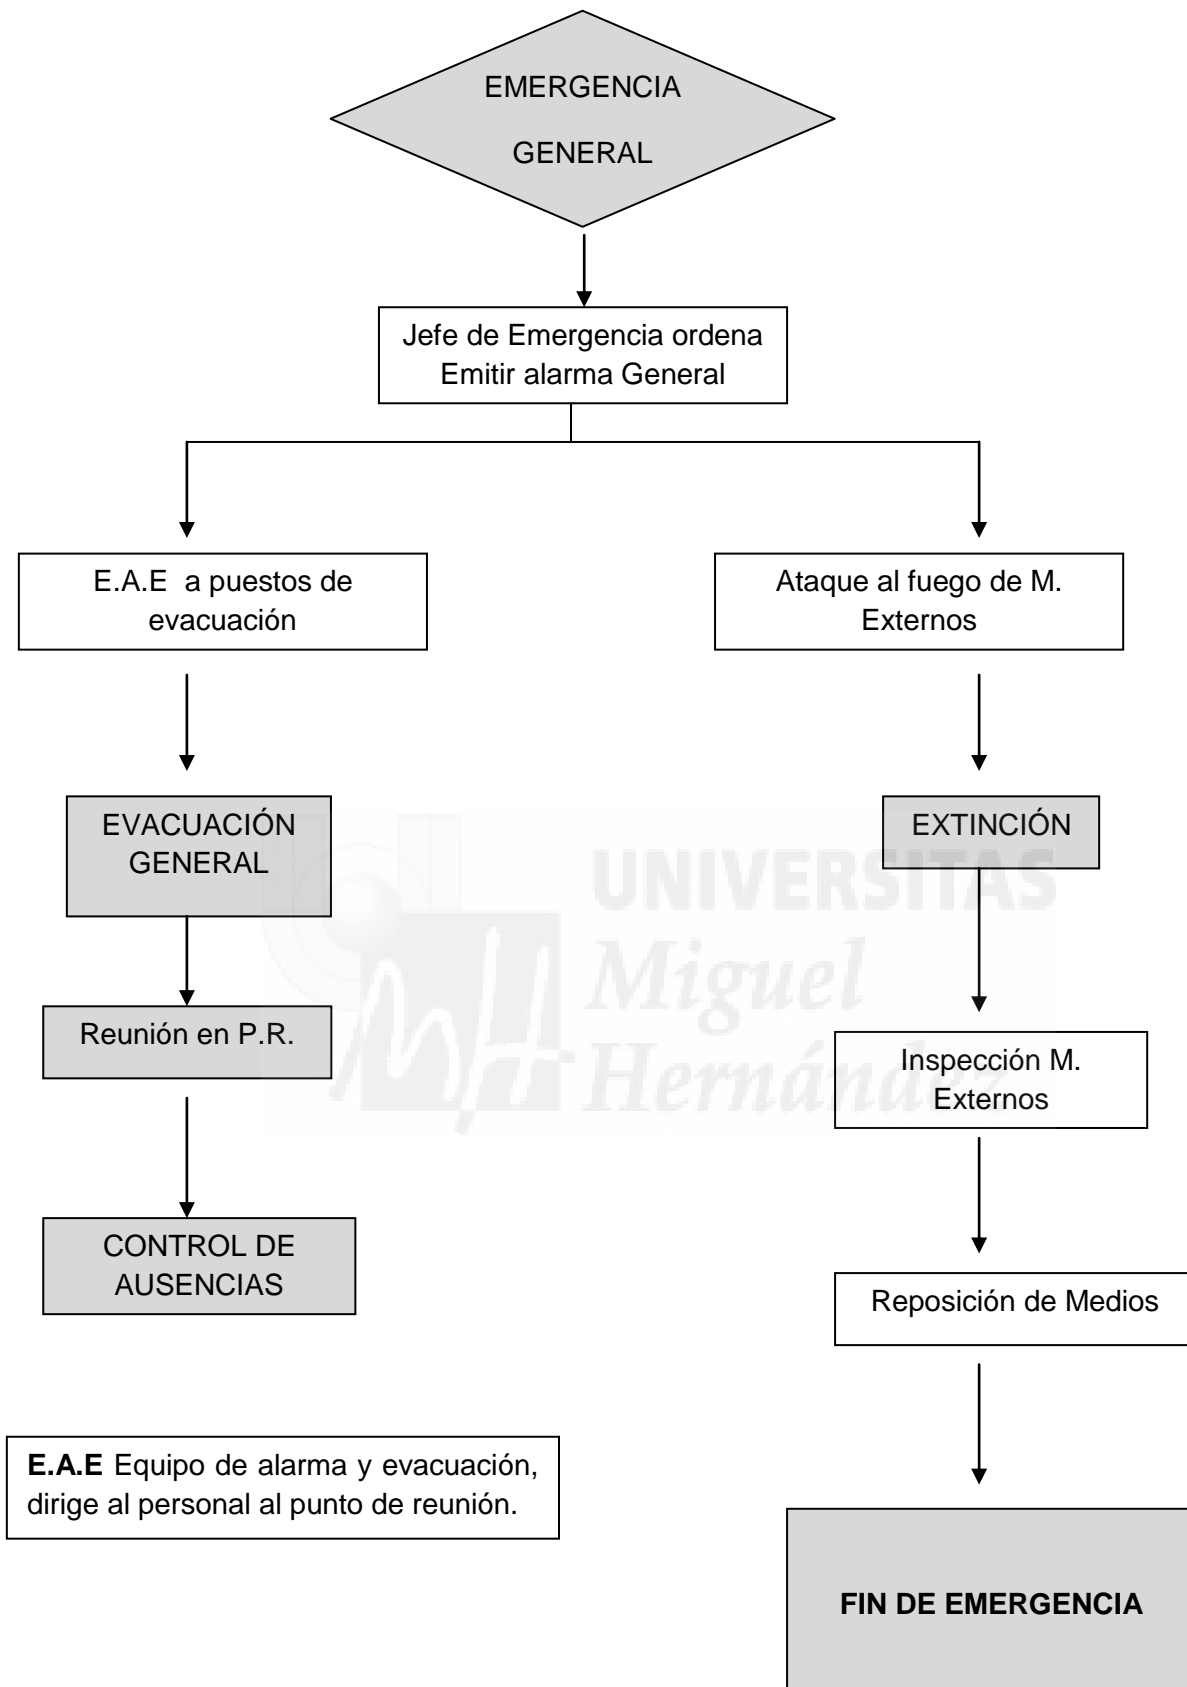 EMERGENCIA
GENERAL
Jefe de Emergencia ordena
Emitir alarma General
E.A.E a puestos de
evacuación
Ataque al fuego de M.
Externos
EVACUACIÓN
GENERAL
EXTINCIÓN
UNIVERSITAS
Miguel
Hernández
Reunión en P.R.
Inspección M.
Externos
CONTROL DE
AUSENCIAS
Reposición de Medios
E.A.E Equipo de alarma y evacuación,
dirige al personal al punto de reunión.
FIN DE EMERGENCIA